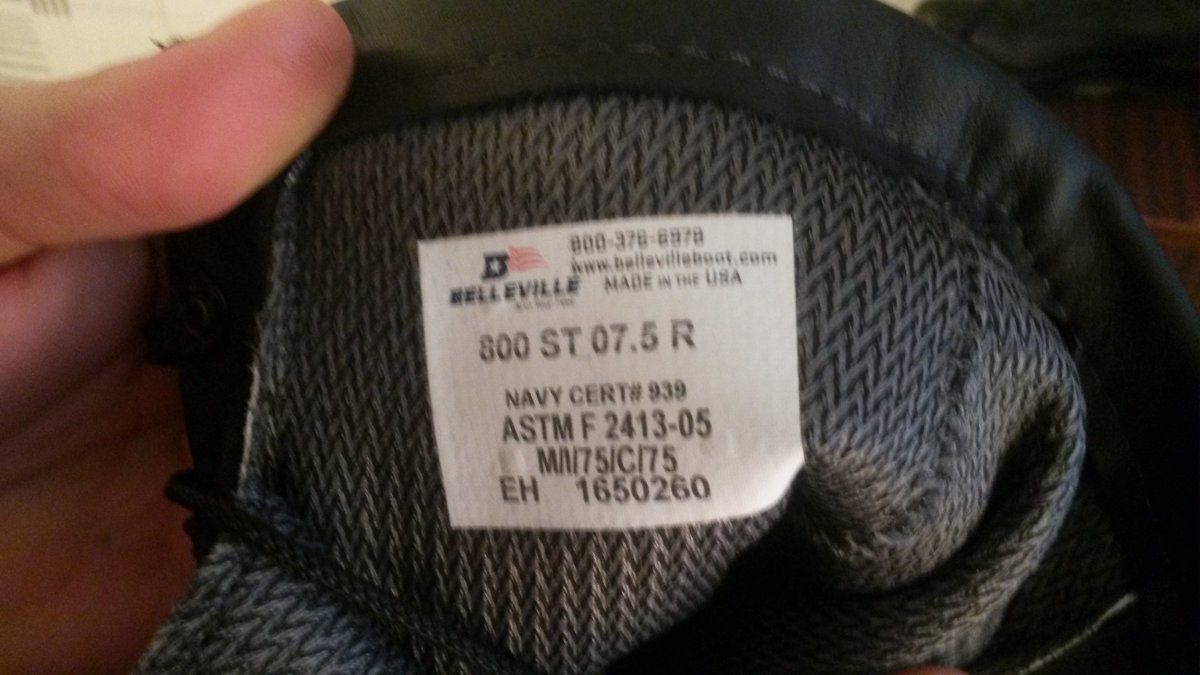 800-376-6978
www.bellevilleboot.com
BELLEVILLE
MADE IN THE USA
800 ST 07.5 R
NAVY CERT# 939
ASTM F 2413-05
M/I/75/C/75
EH 1650260